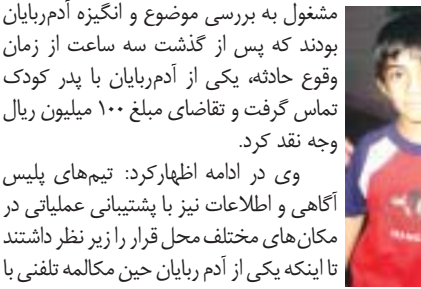 مشغول به بررسی موضوع و انگیزه آدم‌ربایان
بودند که پس از گذشت سه ساعت از زمان
وقوع حادثه، یکی از آدم‌ربایان با پدر کودک
تماس گرفت و تقاضای مبلغ ۱۰۰ میلیون ریال
وجه نقد کرد.
وی در ادامه اظهارکرد: تیم‌های پلیس
آگاهی و اطلاعات نیز با پشتیبانی عملیاتی در
مکان‌های مختلف محل قرار را زیر نظر داشتند
تا اینکه یکی از آدم ربایان حین مکالمه تلفنی با